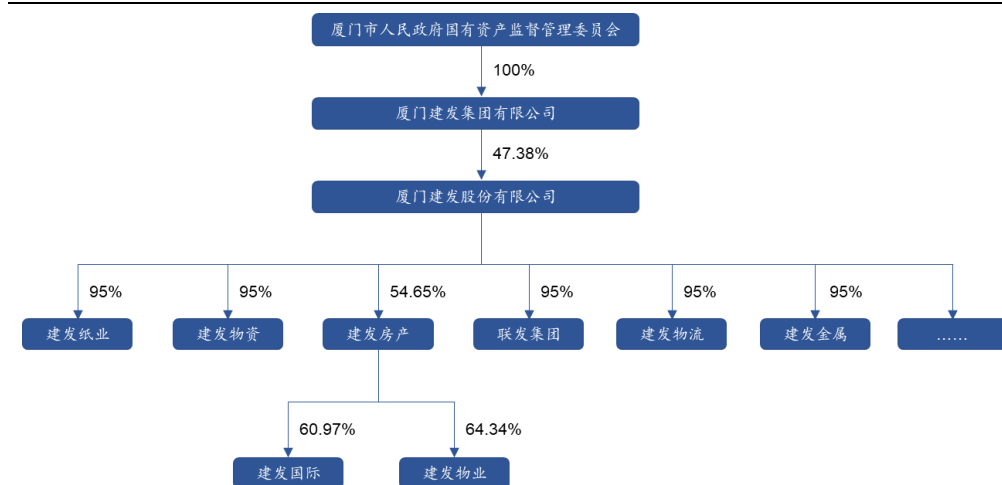 厦门市人民政府国有资产监督管理委员会
100%
厦门建发集团有限公司
47.38%
厦门建发股份有限公司
95%
95%
54.65%
95%
95%
95%
建发纸业
建发物资
建发房产
联发集团
建发物流
建发金属
……
60.97%
64.34%
建发国际
建发物业